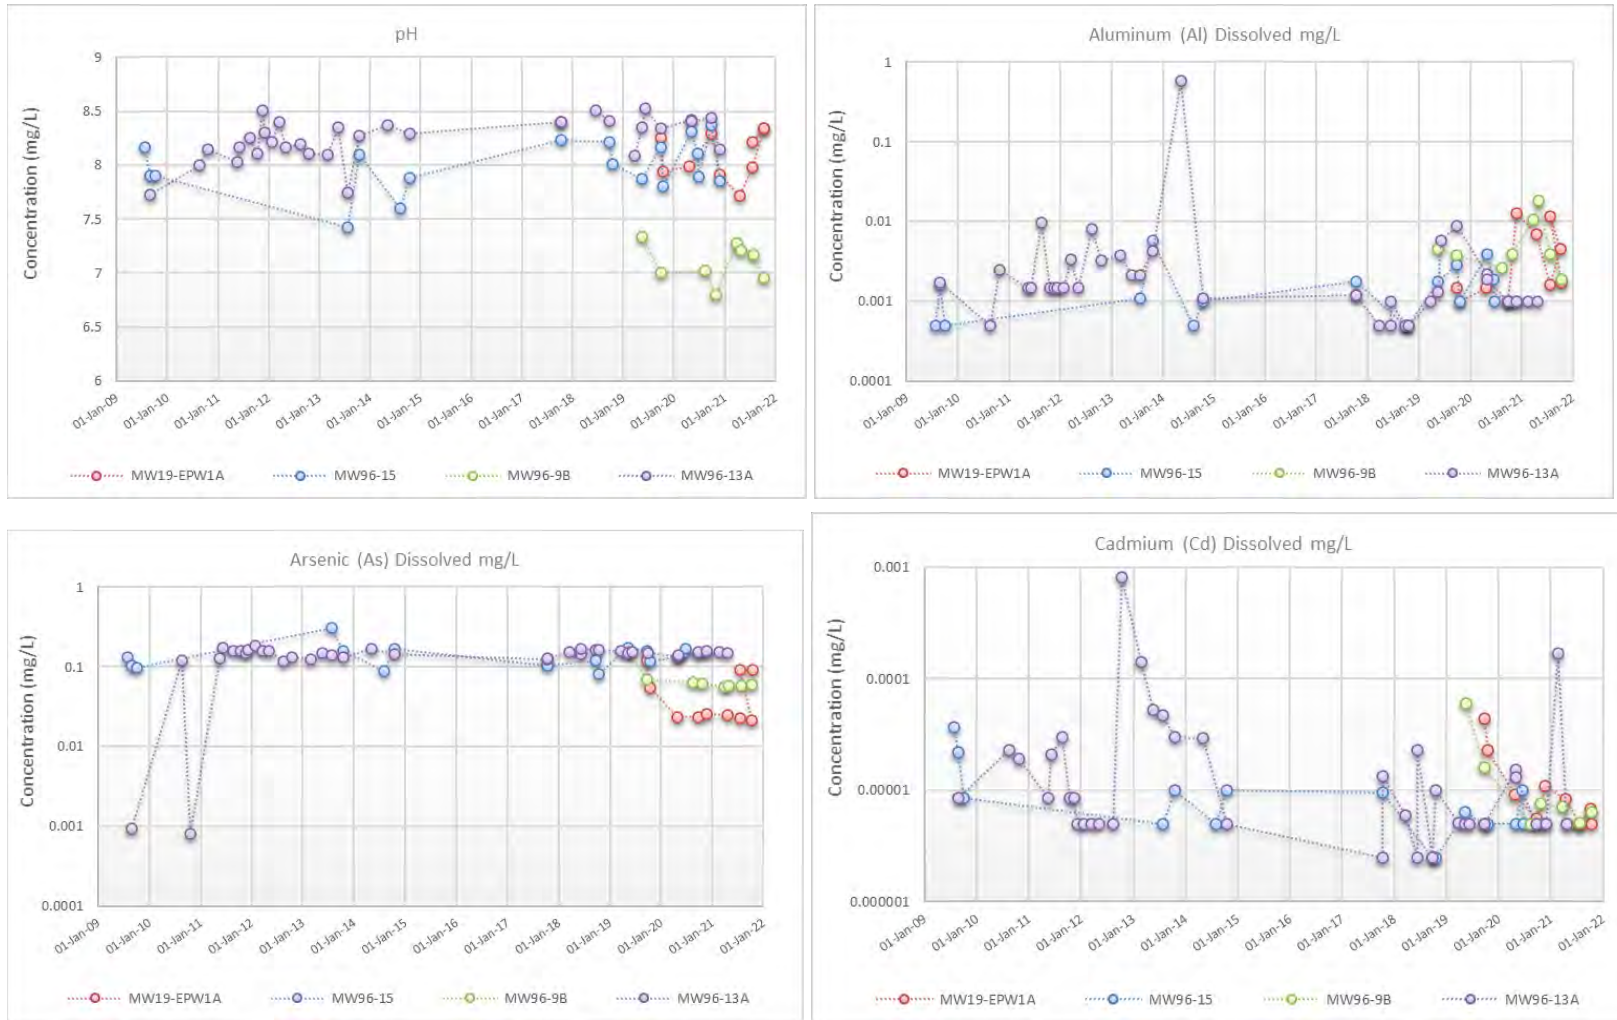 pH
Concentration (mg/L)
9
8.5
8
7.5
7
6.5
6
01-Jan-09
01-Jan-10
01-Jan-11
01-Jan-12
01-Jan-13
01-Jan-14
01-Jan-15
01-Jan-16
01-Jan-17
01-Jan-18
01-Jan-19
01-Jan-20
01-Jan-21
01-Jan-22
MW19-EPW1A
MW96-15
MW96-9B
MW96-13A
Aluminum (Al) Dissolved mg/L
Concentration (mg/L)
1
0.1
0.01
0.001
0.0001
01-Jan-09
01-Jan-10
01-Jan-11
01-Jan-12
01-Jan-13
01-Jan-14
01-Jan-15
01-Jan-16
01-Jan-17
01-Jan-18
01-Jan-19
01-Jan-20
01-Jan-21
01-Jan-22
MW19-EPW1A
MW96-15
MW96-9B
MW96-13A
Arsenic (As) Dissolved mg/L
Concentration (mg/L)
1
0.1
0.01
0.001
0.0001
01-Jan-09
01-Jan-10
01-Jan-11
01-Jan-12
01-Jan-13
01-Jan-14
01-Jan-15
01-Jan-16
01-Jan-17
01-Jan-18
01-Jan-19
01-Jan-20
01-Jan-21
01-Jan-22
MW19-EPW1A
MW96-15
MW96-9B
MW96-13A
Cadmium (Cd) Dissolved mg/L
Concentration (mg/L)
0.001
0.0001
0.00001
0.000001
01-Jan-09
01-Jan-10
01-Jan-11
01-Jan-12
01-Jan-13
01-Jan-14
01-Jan-15
01-Jan-16
01-Jan-17
01-Jan-18
01-Jan-19
01-Jan-20
01-Jan-21
01-Jan-22
MW19-EPW1A
MW96-15
MW96-9B
MW96-13A